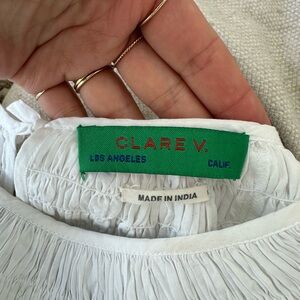 CLARE V.
LOS ANGELES CALIF.
MADE IN INDIA